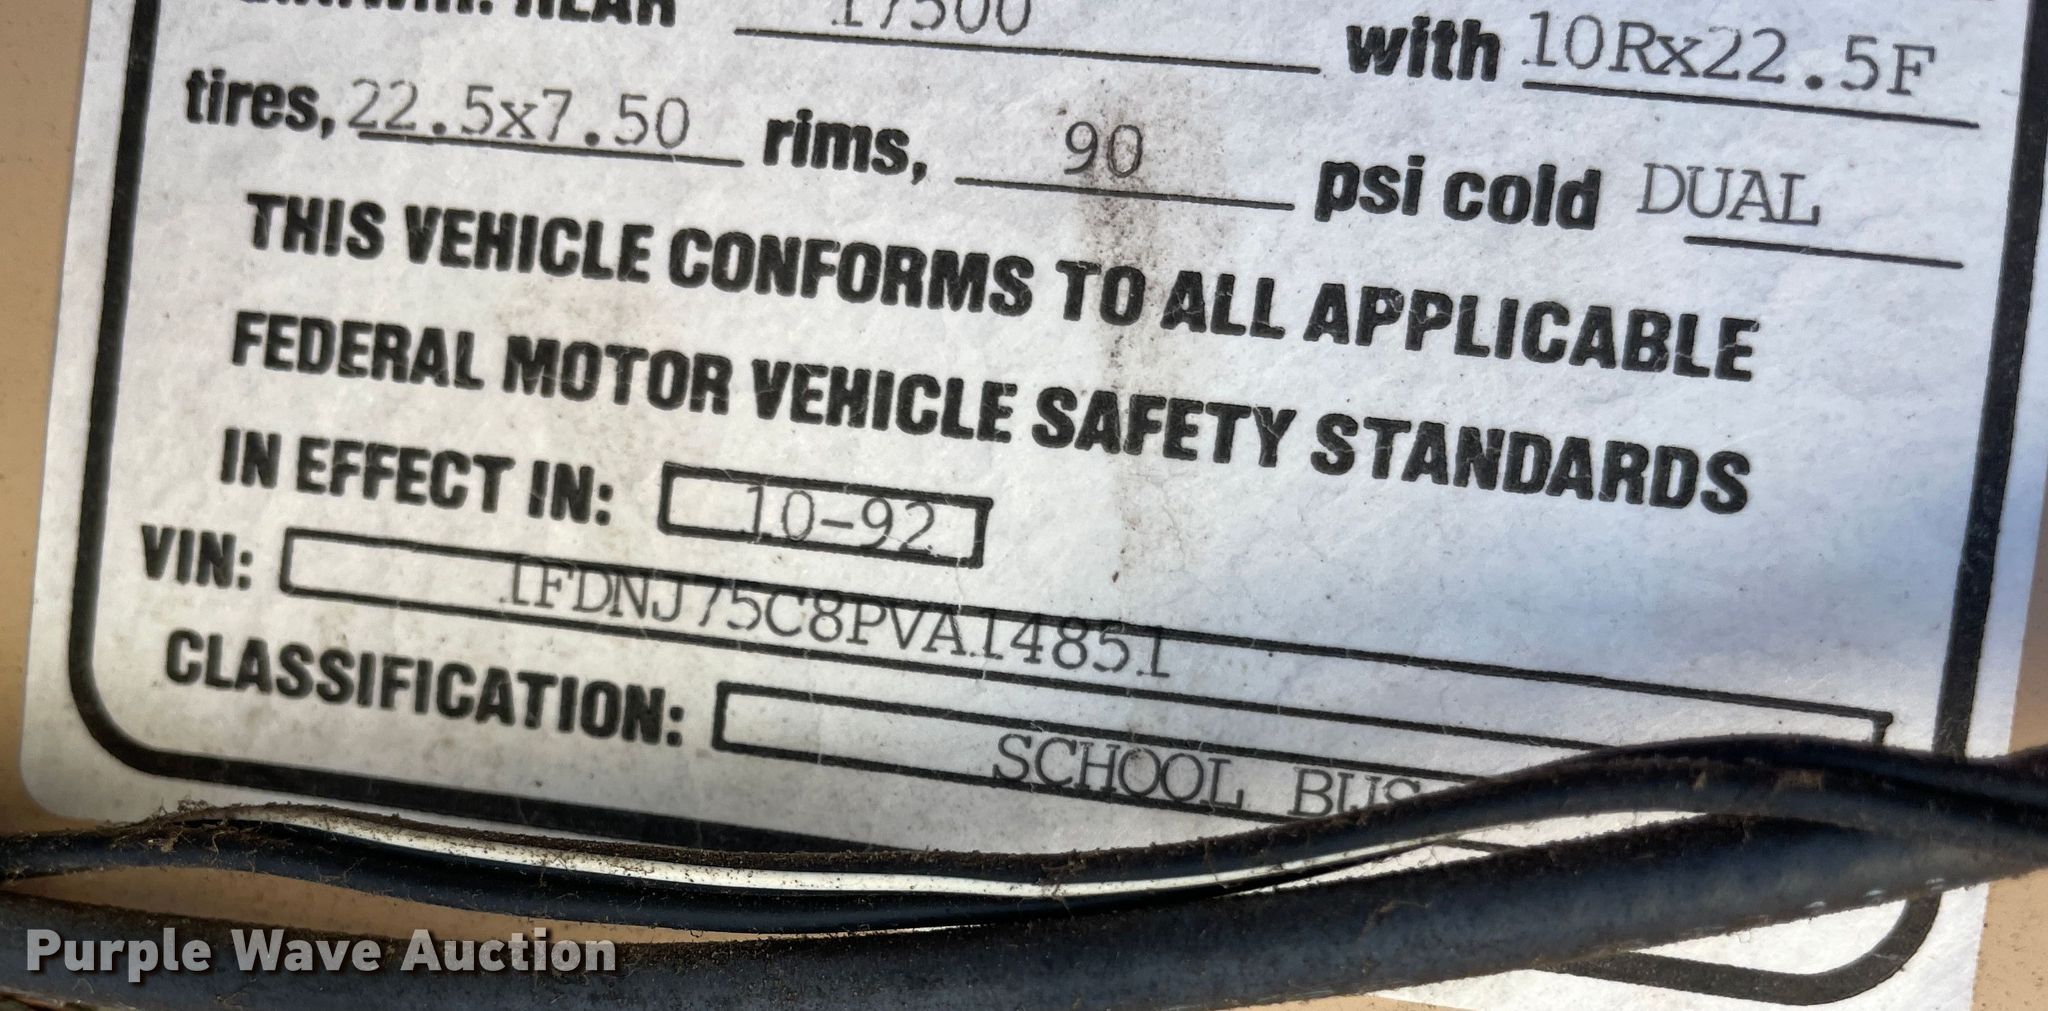 REAR 17500 with 10Rx22.5F
tires, 22.5x7.50 rims, 90 psi cold DUAL
THIS VEHICLE CONFORMS TO ALL APPLICABLE
FEDERAL MOTOR VEHICLE SAFETY STANDARDS
IN EFFECT IN: 10-92
VIN: 1FDNJ75C8PVA14851
CLASSIFICATION: SCHOOL BUS
Purple Wave Auction